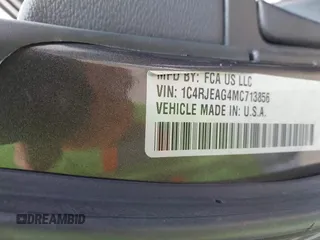 MFD BY: FCA US LLC
VIN: 1C4RJEAG4MC713856
VEHICLE MADE IN: U.S.A.
DREAMBID